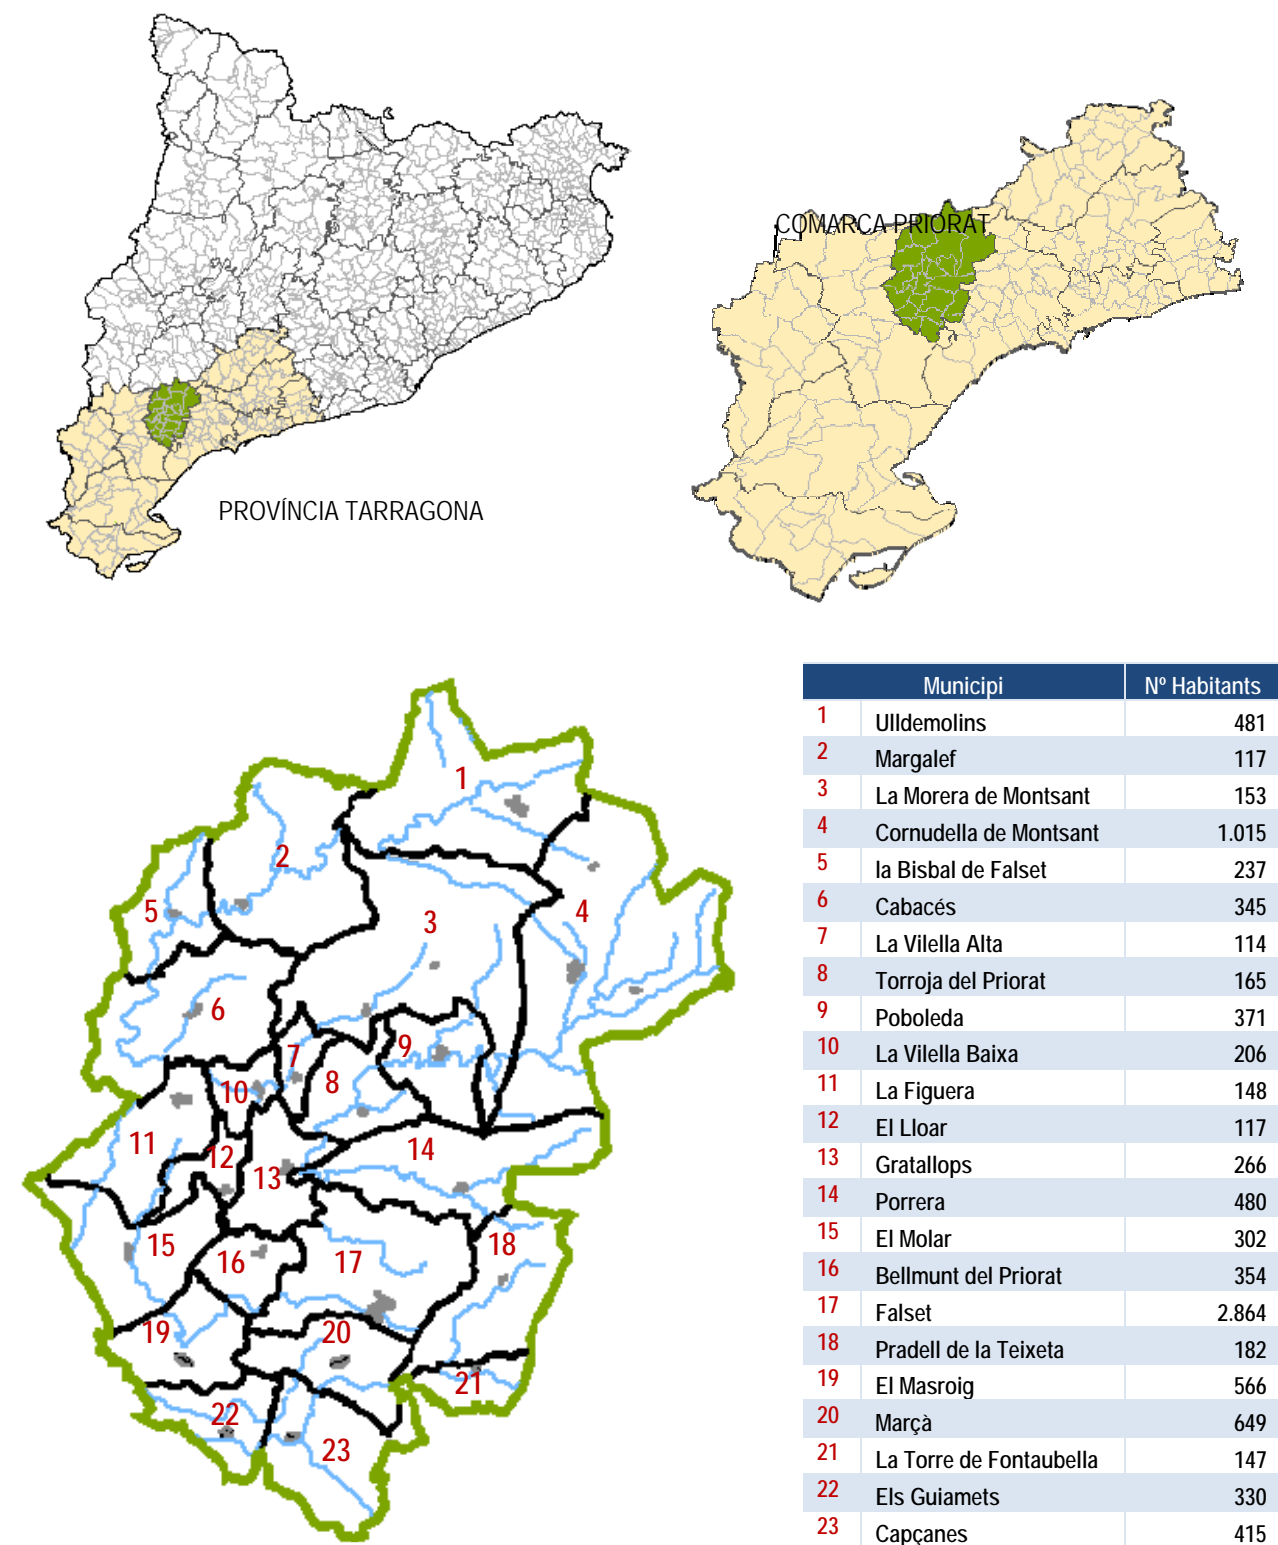 COMARCA PRIORAT
PROVÍNCIA TARRAGONA
1
2
3
4
5
6
7
8
9
10
11
12
13
14
15
16
17
18
19
20
21
22
23
Municipi Nº Habitants
1 Ulldemolins 481
2 Margalef 117
3 La Morera de Montsant 153
4 Cornudella de Montsant 1.015
5 la Bisbal de Falset 237
6 Cabacés 345
7 La Vilella Alta 114
8 Torroja del Priorat 165
9 Poboleda 371
10 La Vilella Baixa 206
11 La Figuera 148
12 El Lloar 117
13 Gratallops 266
14 Porrera 480
15 El Molar 302
16 Bellmunt del Priorat 354
17 Falset 2.864
18 Pradell de la Teixeta 182
19 El Masroig 566
20 Marçà 649
21 La Torre de Fontaubella 147
22 Els Guiamets 330
23 Capçanes 415